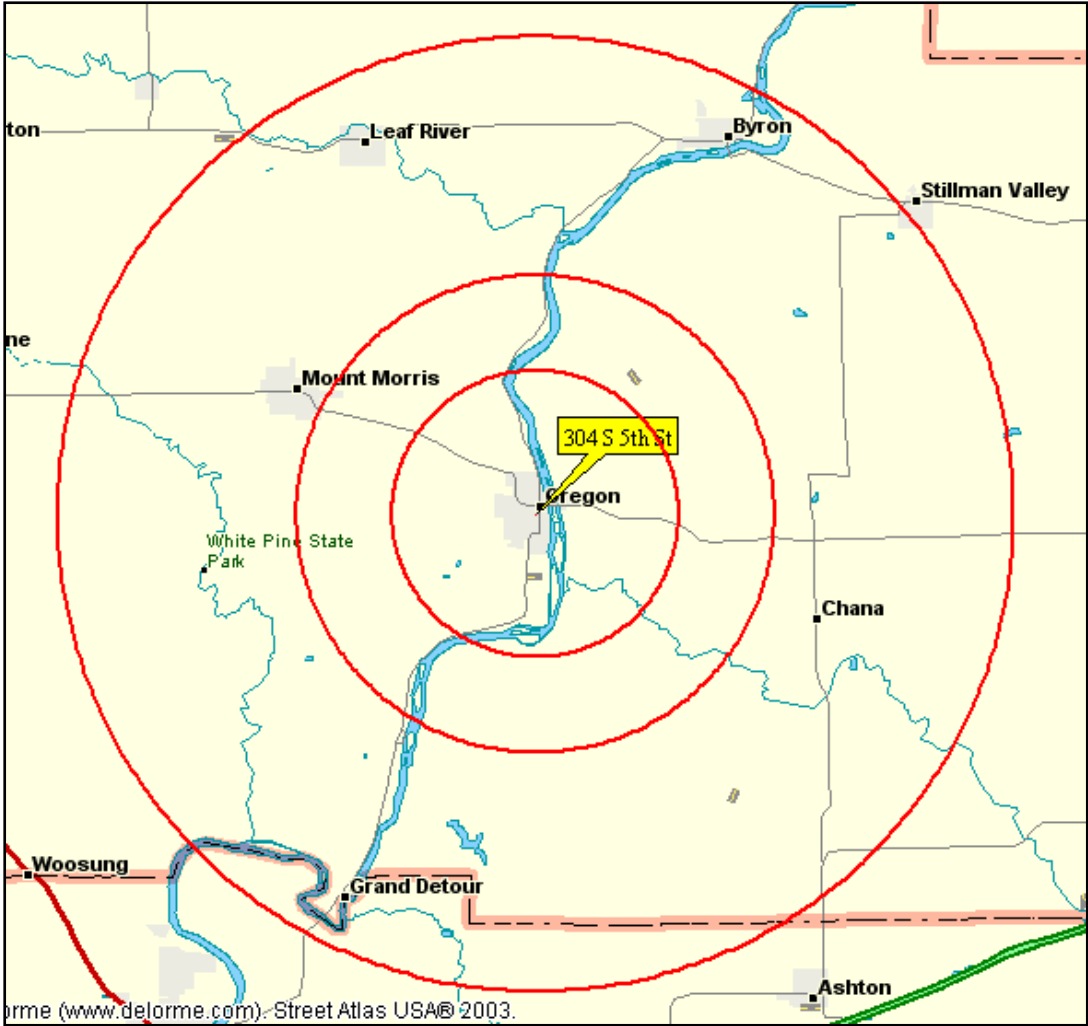 ton
Leaf River
Byron
Stillman Valley
ne
Mount Morris
304 S 5th St
Oregon
White Pine State
Park
Chana
Woosung
Grand Detour
Ashton
orme (www.delorme.com). Street Atlas USA® 2003.